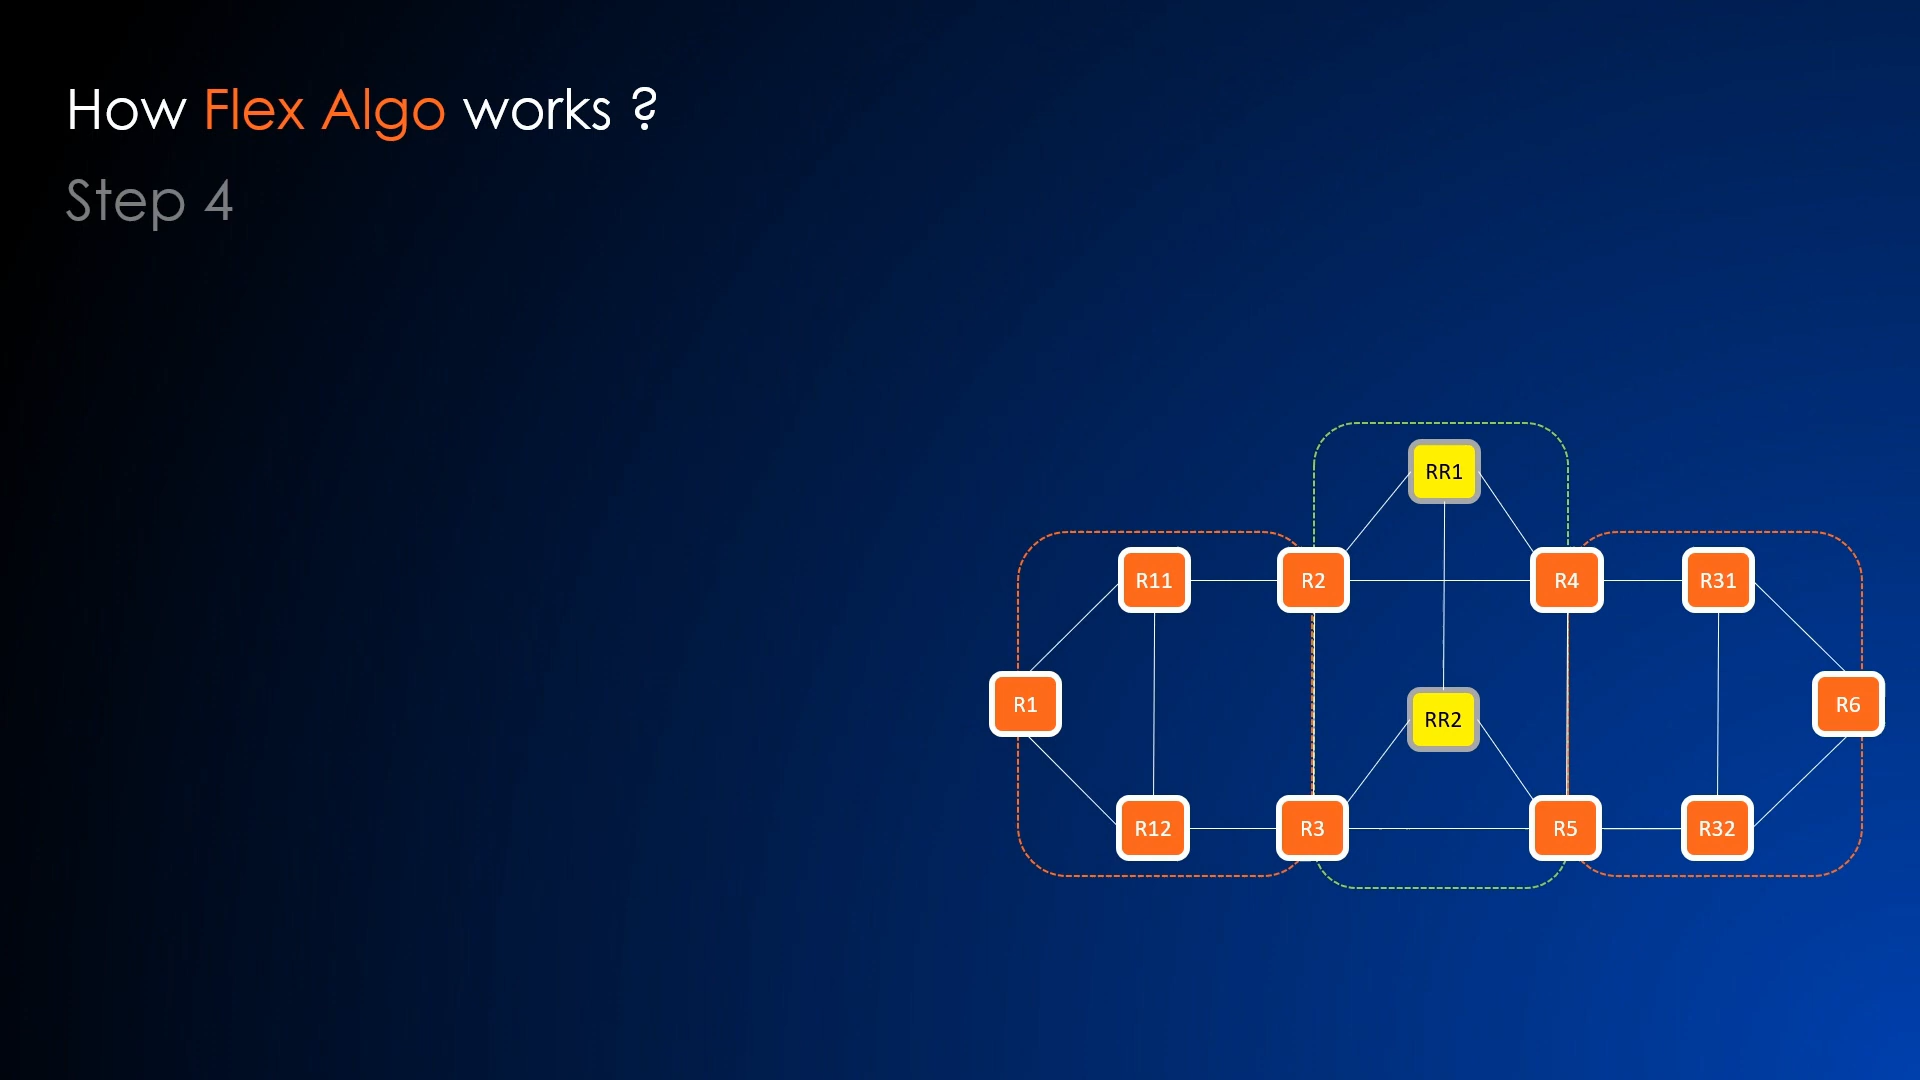 How Flex Algo works ?
Step 4
RR1
R11
R2
R4
R31
R1
RR2
R6
R12
R3
R5
R32